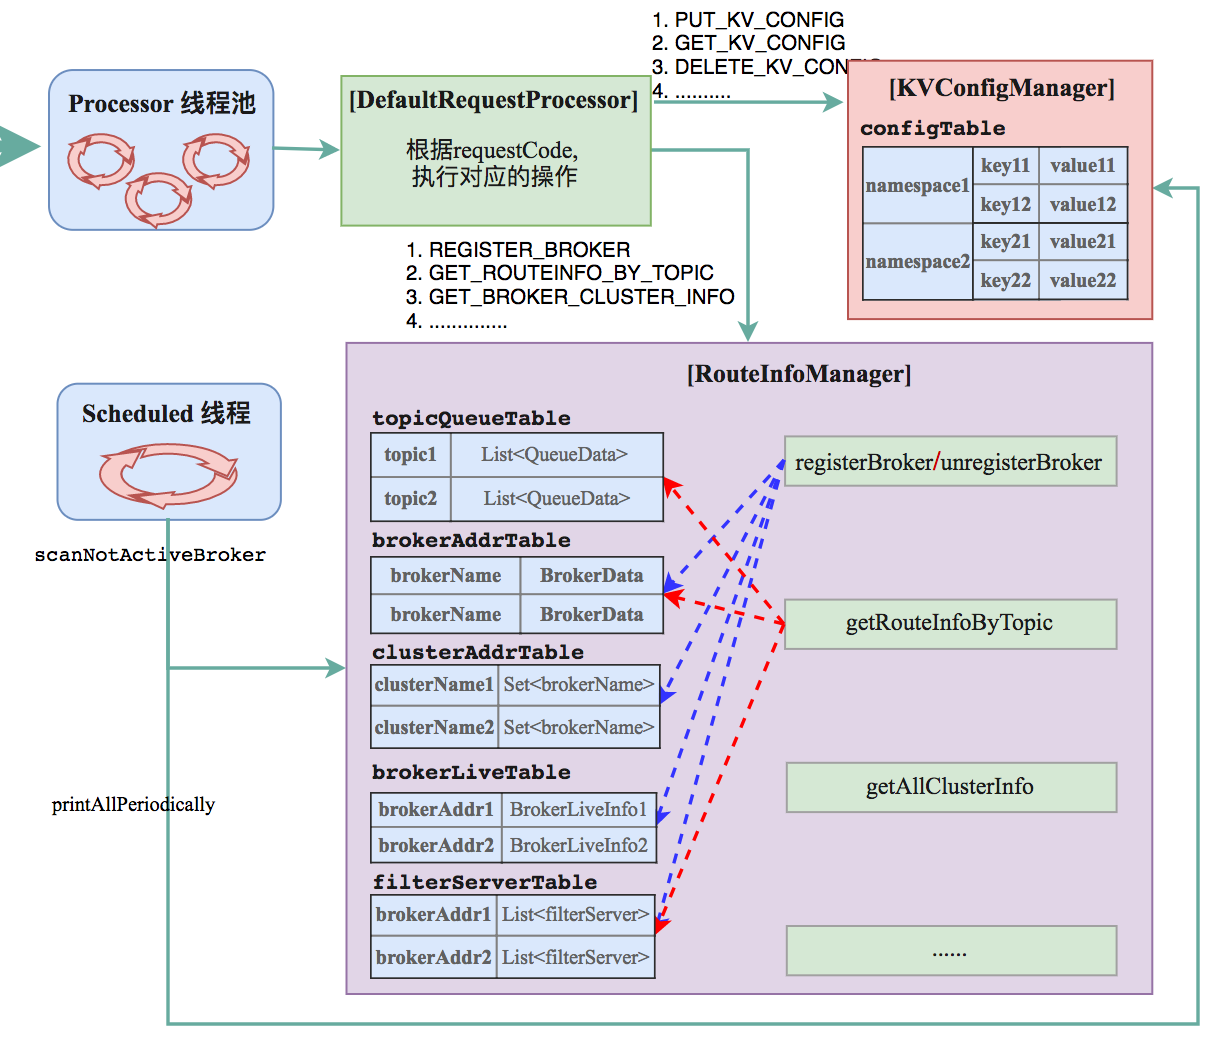 1. PUT_KV_CONFIG
2. GET_KV_CONFIG
3. DELETE_KV_CONFIG
4. ..........
Processor 线程池
[DefaultRequestProcessor]
根据requestCode,
执行对应的操作
[KVConfigManager]
configTable
namespace1
key11 value11
key12 value12
namespace2
key21 value21
key22 value22
1. REGISTER_BROKER
2. GET_ROUTEINFO_BY_TOPIC
3. GET_BROKER_CLUSTER_INFO
4. ..............
Scheduled 线程
scanNotActiveBroker
printAllPeriodically
[RouteInfoManager]
topicQueueTable
topic1 List<QueueData>
topic2 List<QueueData>
brokerAddrTable
brokerName BrokerData
brokerName BrokerData
clusterAddrTable
clusterName1 Set<brokerName>
clusterName2 Set<brokerName>
brokerLiveTable
brokerAddr1 BrokerLiveInfo1
brokerAddr2 BrokerLiveInfo2
filterServerTable
brokerAddr1 List<filterServer>
brokerAddr2 List<filterServer>
registerBroker/unregisterBroker
getRouteInfoByTopic
getAllClusterInfo
......